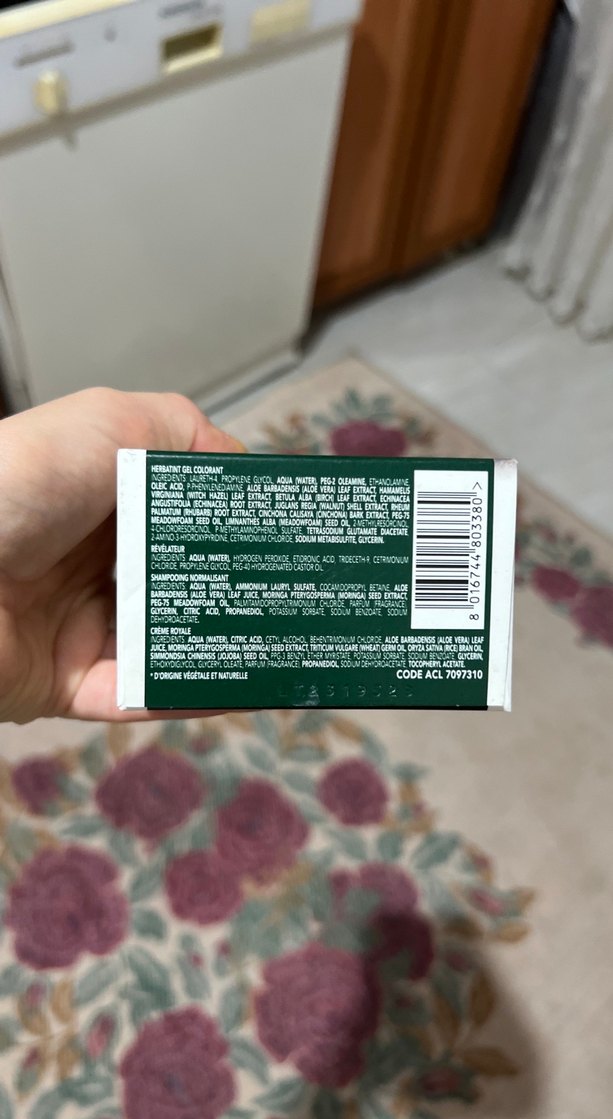 HERBATINT GEL COLORANT
INGREDIENTS: LAURETH-4, PROPYLENE GLYCOL, AQUA (WATER), PEG-2 OLEAMINE, ETHANOLAMINE,
OLEIC ACID, P-PHENYLENEDIAMINE, ALOE BARBADENSIS (ALOE VERA) LEAF EXTRACT, HAMAMELIS
VIRGINIANA (WITCH HAZEL) LEAF EXTRACT, BETULA ALBA (BIRCH) LEAF EXTRACT, ECHINACEA
ANGUSTIFOLIA (ECHINACEA) ROOT EXTRACT, JUGLANS REGIA (WALNUT) SHELL EXTRACT, RHEUM
PALMATUM (RHUBARB) ROOT EXTRACT, CINCHONA CALISAYA (CINCHONA) BARK EXTRACT, PEG-75
MEADOWFOAM SEED OIL, LIMNANTHES ALBA (MEADOWFOAM) SEED OIL, 2-METHYLRESORCINOL,
4-CHLORORESORCINOL, P-METHYLAMINOPHENOL SULFATE, TETRASODIUM GLUTAMATE DIACETATE,
2-AMINO-3-HYDROXYPYRIDINE, CETRIMONIUM CHLORIDE, SODIUM METABISULFITE, GLYCERIN.
RÉVÉLATEUR
INGREDIENTS: AQUA (WATER), HYDROGEN PEROXIDE, ETIDRONIC ACID, TRIDECETH-9, CETRIMONIUM
CHLORIDE, PROPYLENE GLYCOL, PEG-40 HYDROGENATED CASTOR OIL.
SHAMPOOING NORMALISANT
INGREDIENTS: AQUA (WATER), AMMONIUM LAURYL SULFATE, COCAMIDOPROPYL BETAINE, ALOE
BARBADENSIS (ALOE VERA) LEAF JUICE, MORINGA PTERYGOSPERMA (MORINGA) SEED EXTRACT,
PEG-75 MEADOWFOAM OIL, PALMITAMIDOPROPYLTRIMONIUM CHLORIDE, PARFUM (FRAGRANCE),
GLYCERIN, CITRIC ACID, PROPANEDIOL, POTASSIUM SORBATE, SODIUM BENZOATE, SODIUM
DEHYDROACETATE.
CRÈME ROYALE
INGREDIENTS: AQUA (WATER), CITRIC ACID, CETYL ALCOHOL, BEHENTRIMONIUM CHLORIDE, ALOE BARBADENSIS (ALOE VERA) LEAF
JUICE, MORINGA PTERYGOSPERMA (MORINGA) SEED EXTRACT, TRITICUM VULGARE (WHEAT) GERM OIL, ORYZA SATIVA (RICE) BRAN OIL,
SIMMONDSIA CHINENSIS (JOJOBA) SEED OIL, PPG-3 BENZYL ETHER MYRISTATE, POTASSIUM SORBATE, SODIUM BENZOATE, GLYCERIN,
ETHOXYDIGLYCOL, GLYCERYL OLEATE, PARFUM (FRAGRANCE), PROPANEDIOL, SODIUM DEHYDROACETATE, TOCOPHERYL ACETATE.
* D'ORIGINE VÉGÉTALE ET NATURELLE
CODE ACL 7097310
8 016744 803380 >